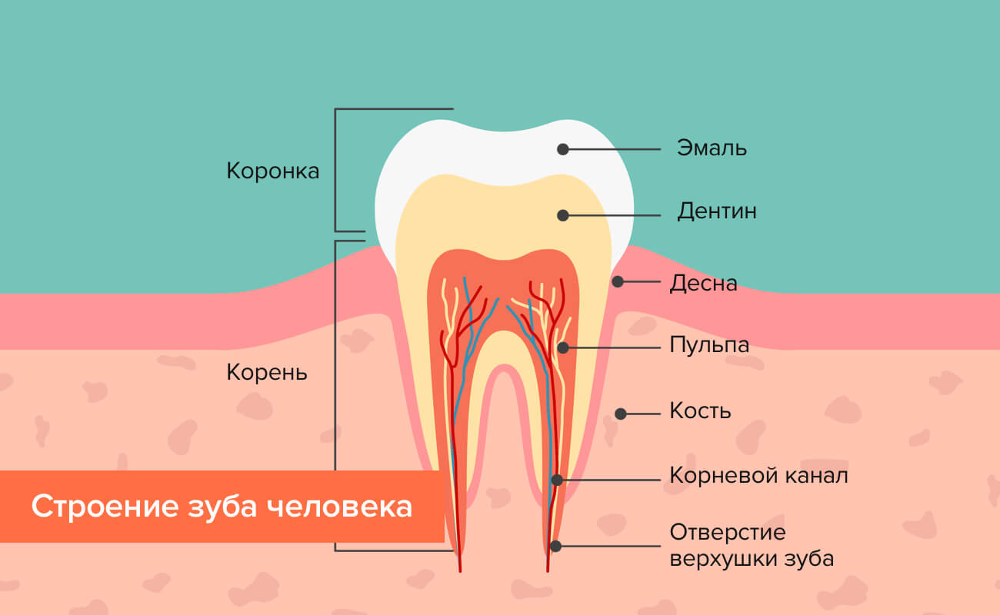 Эмаль
Коронка
Дентин
Десна
Пульпа
Корень
Кость
Корневой канал
Строение зуба человека
Отверстие
верхушки зуба